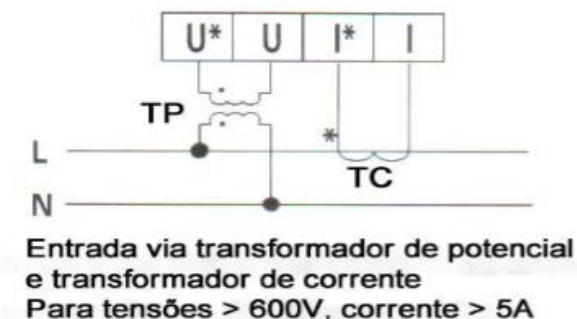 U* U I* I
TP
*
TC
L
N
Entrada via transformador de potencial
e transformador de corrente
Para tensões > 600V, corrente > 5A